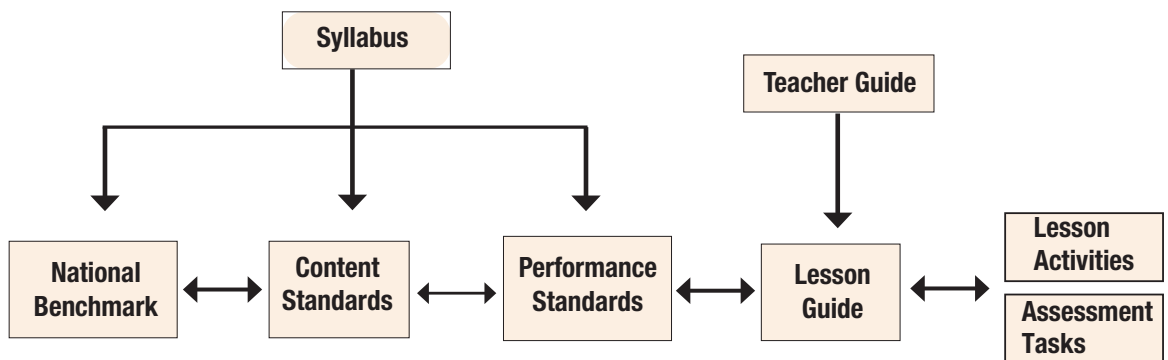 Syllabus
Teacher Guide
National
Benchmark
Content
Standards
Performance
Standards
Lesson
Guide
Lesson
Activities
Assessment
Tasks